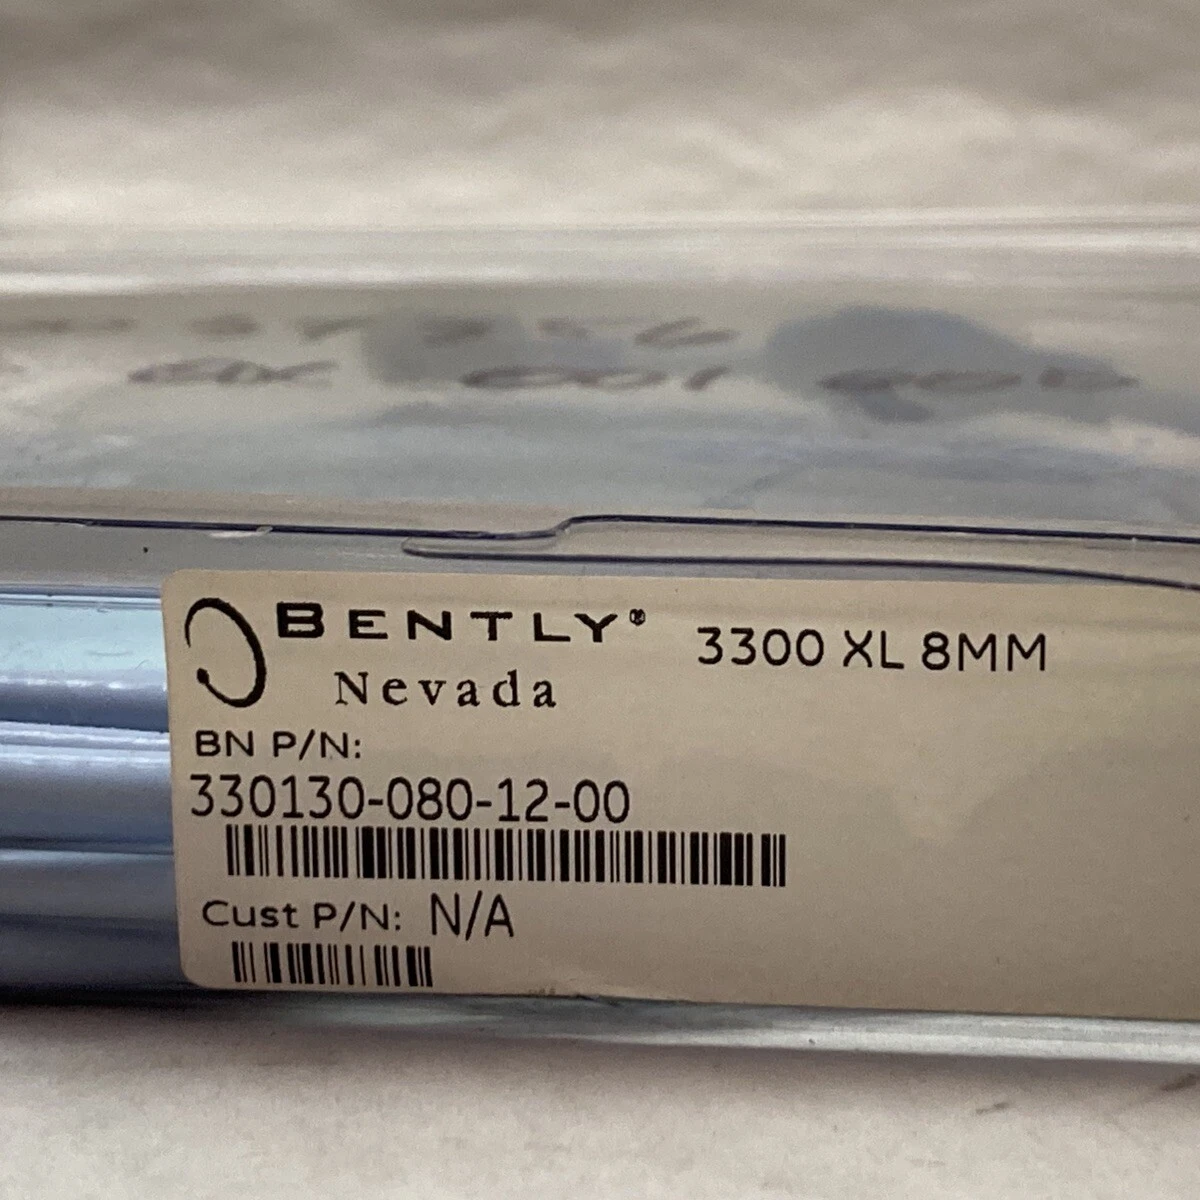 BENTLY® 3300 XL 8MM
Nevada
BN P/N:
330130-080-12-00
Cust P/N: N/A